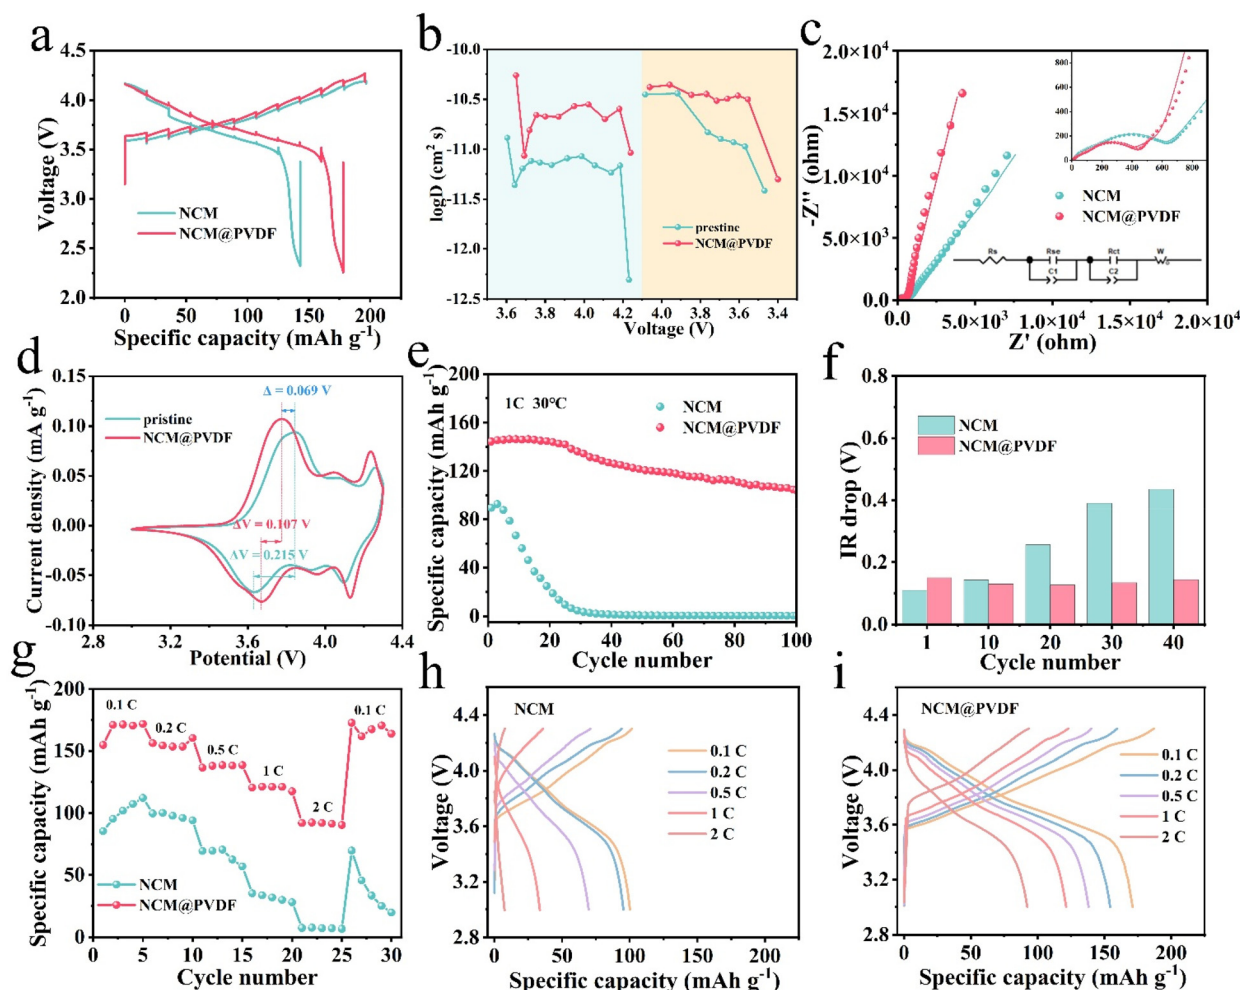 a
4.5
4.0
3.5
3.0
2.5
2.0
Voltage (V)
NCM
NCM@PVDF
0 50 100 150 200
Specific capacity (mAh g⁻¹)
b
-10.0
-10.5
-11.0
-11.5
-12.0
-12.5
logD (cm² s)
prestine
NCM@PVDF
3.6 3.8 4.0 4.2 4.0 3.8 3.6 3.4
Voltage (V)
c
2.0×10⁴
1.5×10⁴
1.0×10⁴
5.0×10³
0.0
-Z'' (ohm)
800
600
400
200
0
0 200 400 600 800
NCM
NCM@PVDF
Rs Rse Rct W
C1 C2
0.0 5.0×10³ 1.0×10⁴ 1.5×10⁴ 2.0×10⁴
Z' (ohm)
d
0.15
0.10
0.05
0.00
-0.05
-0.10
Current density (mA g⁻¹)
Δ = 0.069 V
pristine
NCM@PVDF
ΔV = 0.107 V
ΔV = 0.215 V
2.8 3.2 3.6 4.0 4.4
Potential (V)
e
200
160
120
80
40
0
Specific capacity (mAh g⁻¹)
1C 30°C
NCM
NCM@PVDF
0 20 40 60 80 100
Cycle number
f
0.8
0.6
0.4
0.2
0.0
IR drop (V)
NCM
NCM@PVDF
1 10 20 30 40
Cycle number
g
200
150
100
50
0
Specific capacity (mAh g⁻¹)
0.1 C
0.2 C
0.5 C
1 C
2 C
0.1 C
NCM
NCM@PVDF
0 5 10 15 20 25 30
Cycle number
h
4.4
4.0
3.6
3.2
2.8
Voltage (V)
NCM
0.1 C
0.2 C
0.5 C
1 C
2 C
0 50 100 150 200
Specific capacity (mAh g⁻¹)
i
4.4
4.0
3.6
3.2
2.8
Voltage (V)
NCM@PVDF
0.1 C
0.2 C
0.5 C
1 C
2 C
0 50 100 150 200
Specific capacity (mAh g⁻¹)